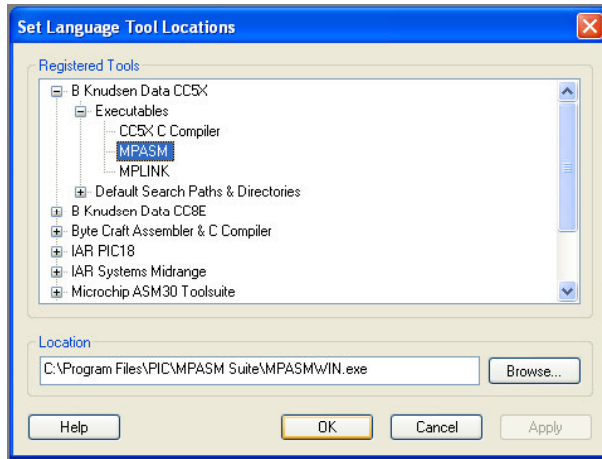 Set Language Tool Locations
Registered Tools
B Knudsen Data CC5X
Executables
CC5X C Compiler
MPASM
MPLINK
Default Search Paths & Directories
B Knudsen Data CC8E
Byte Craft Assembler & C Compiler
IAR PIC18
IAR Systems Midrange
Microchip ASM30 Toolsuite
Location
C:\Program Files\PIC\MPASM Suite\MPASMWIN.exe
Browse...
Help
OK
Cancel
Apply